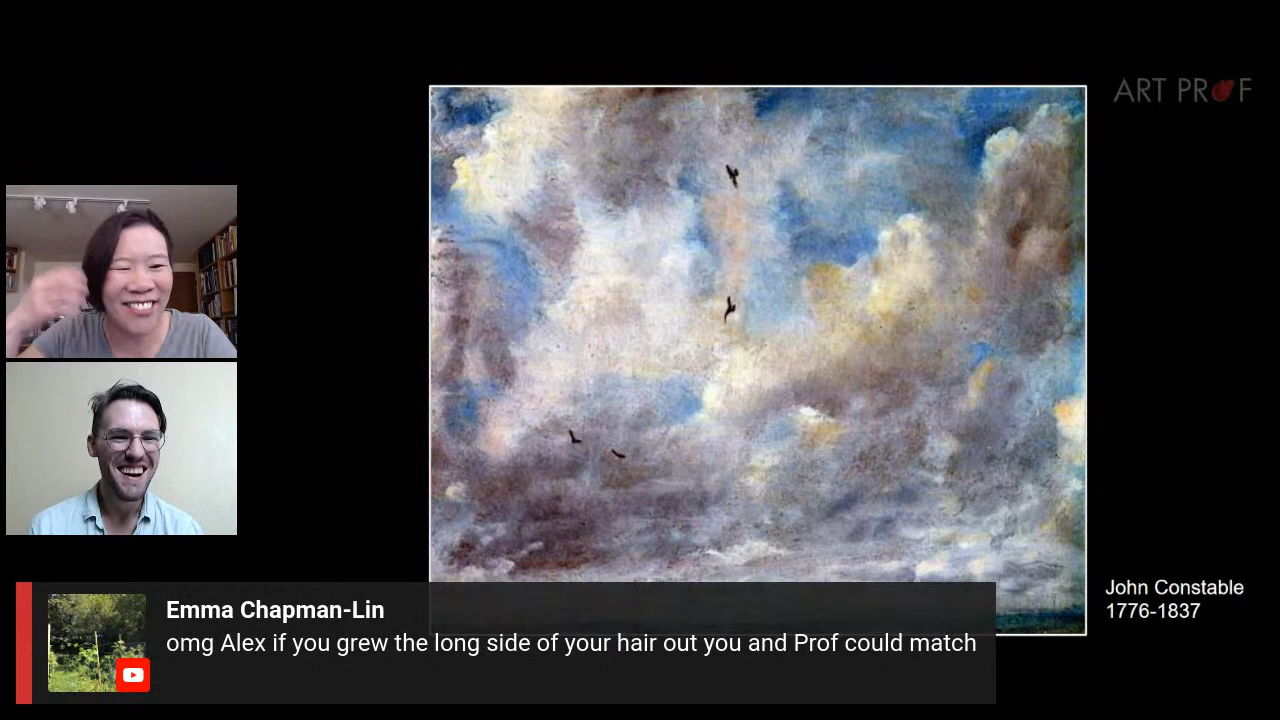 ART PROF
John Constable
1776-1837
Emma Chapman-Lin
omg Alex if you grew the long side of your hair out you and Prof could match